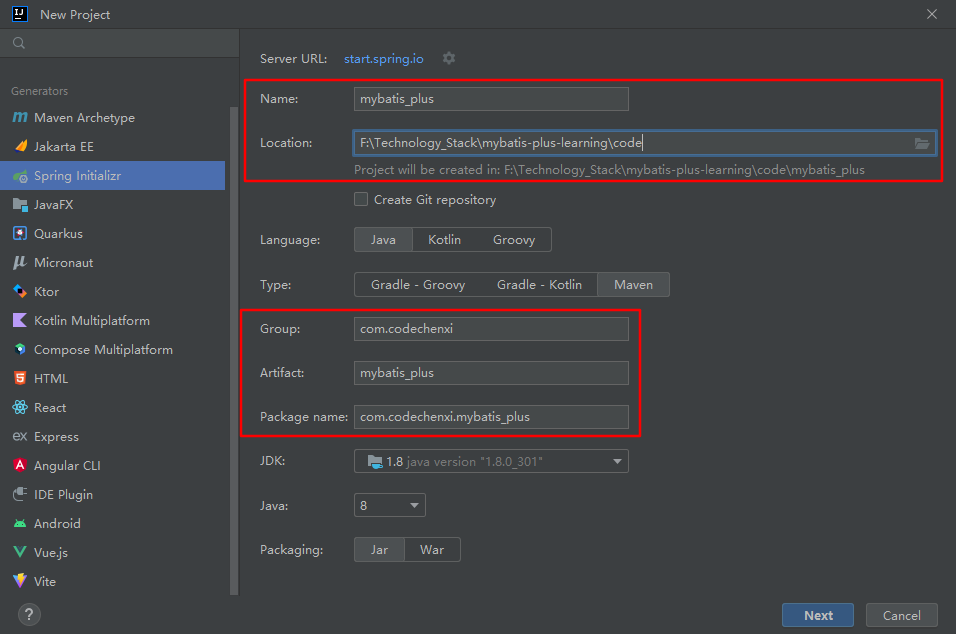 New Project
Generators
Maven Archetype
Jakarta EE
Spring Initializr
JavaFX
Quarkus
Micronaut
Ktor
Kotlin Multiplatform
Compose Multiplatform
HTML
React
Express
Angular CLI
IDE Plugin
Android
Vue.js
Vite
Server URL: start.spring.io
Name: mybatis_plus
Location: F:\Technology_Stack\mybatis-plus-learning\code
Project will be created in: F:\Technology_Stack\mybatis-plus-learning\code\mybatis_plus
Create Git repository
Language: Java Kotlin Groovy
Type: Gradle - Groovy Gradle - Kotlin Maven
Group: com.codechenxi
Artifact: mybatis_plus
Package name: com.codechenxi.mybatis_plus
JDK: 1.8 java version "1.8.0_301"
Java: 8
Packaging: Jar War
? Next Cancel